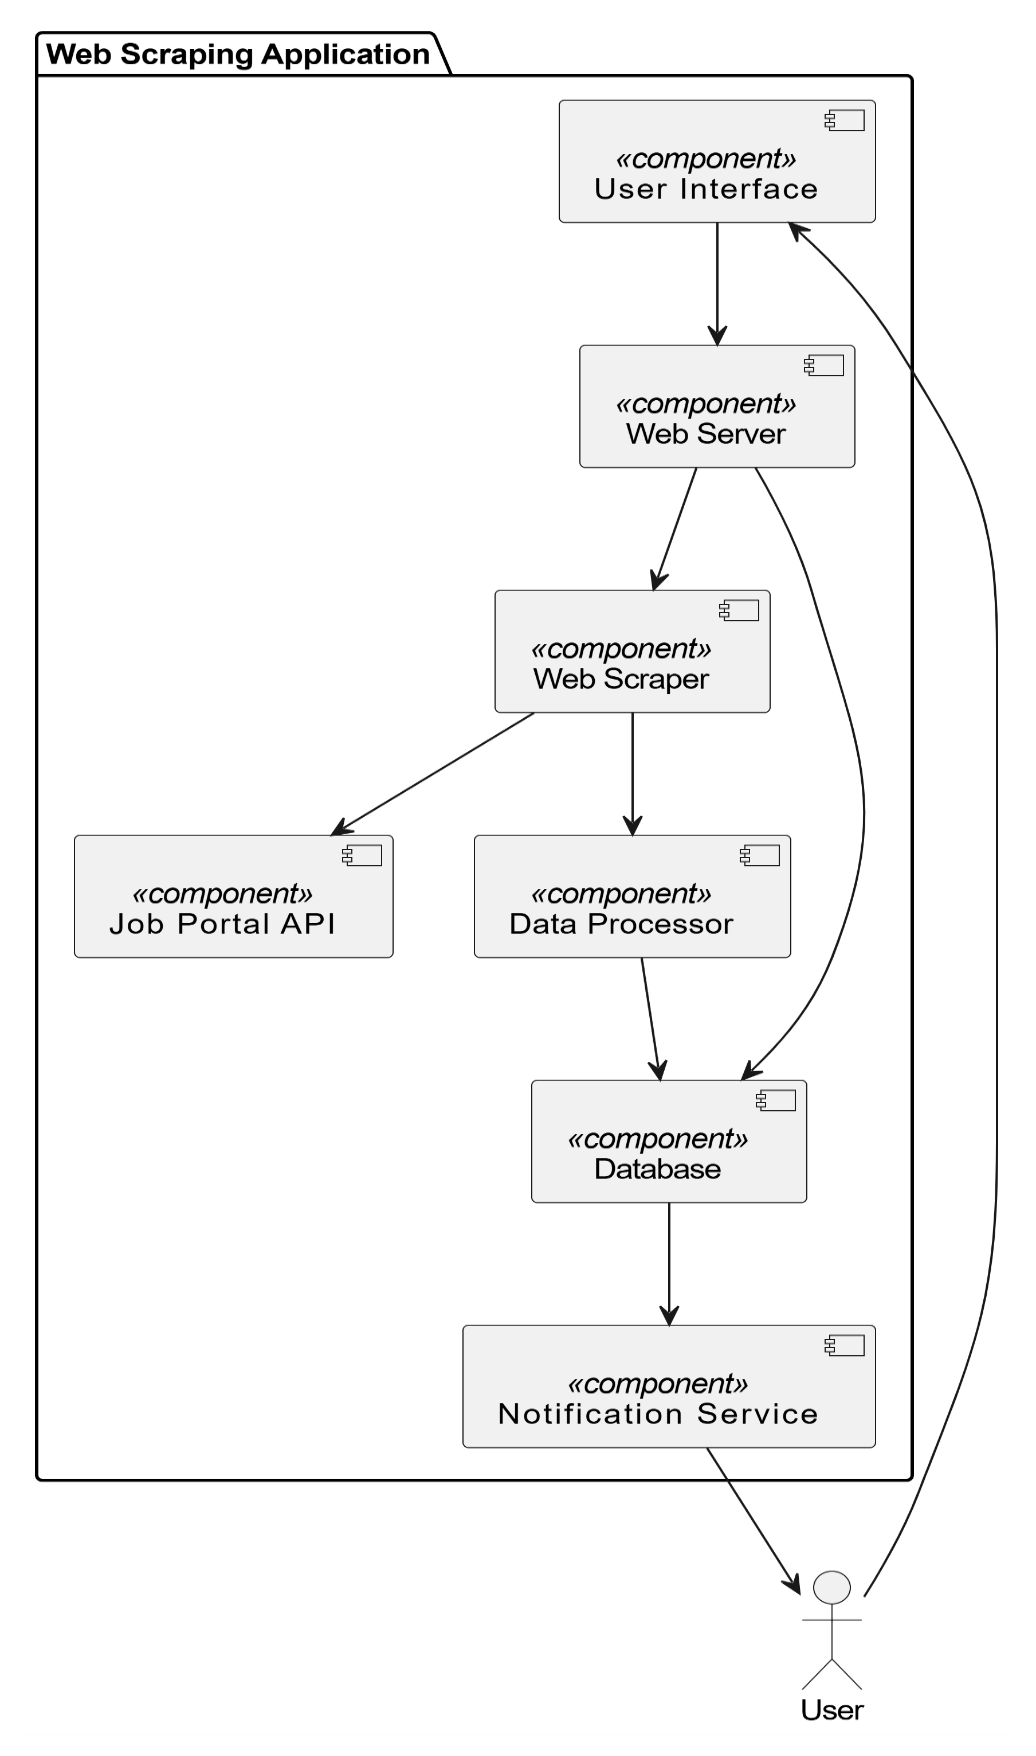 Web Scraping Application
«component»
User Interface
«component»
Web Server
«component»
Web Scraper
«component»
Job Portal API
«component»
Data Processor
«component»
Database
«component»
Notification Service
User